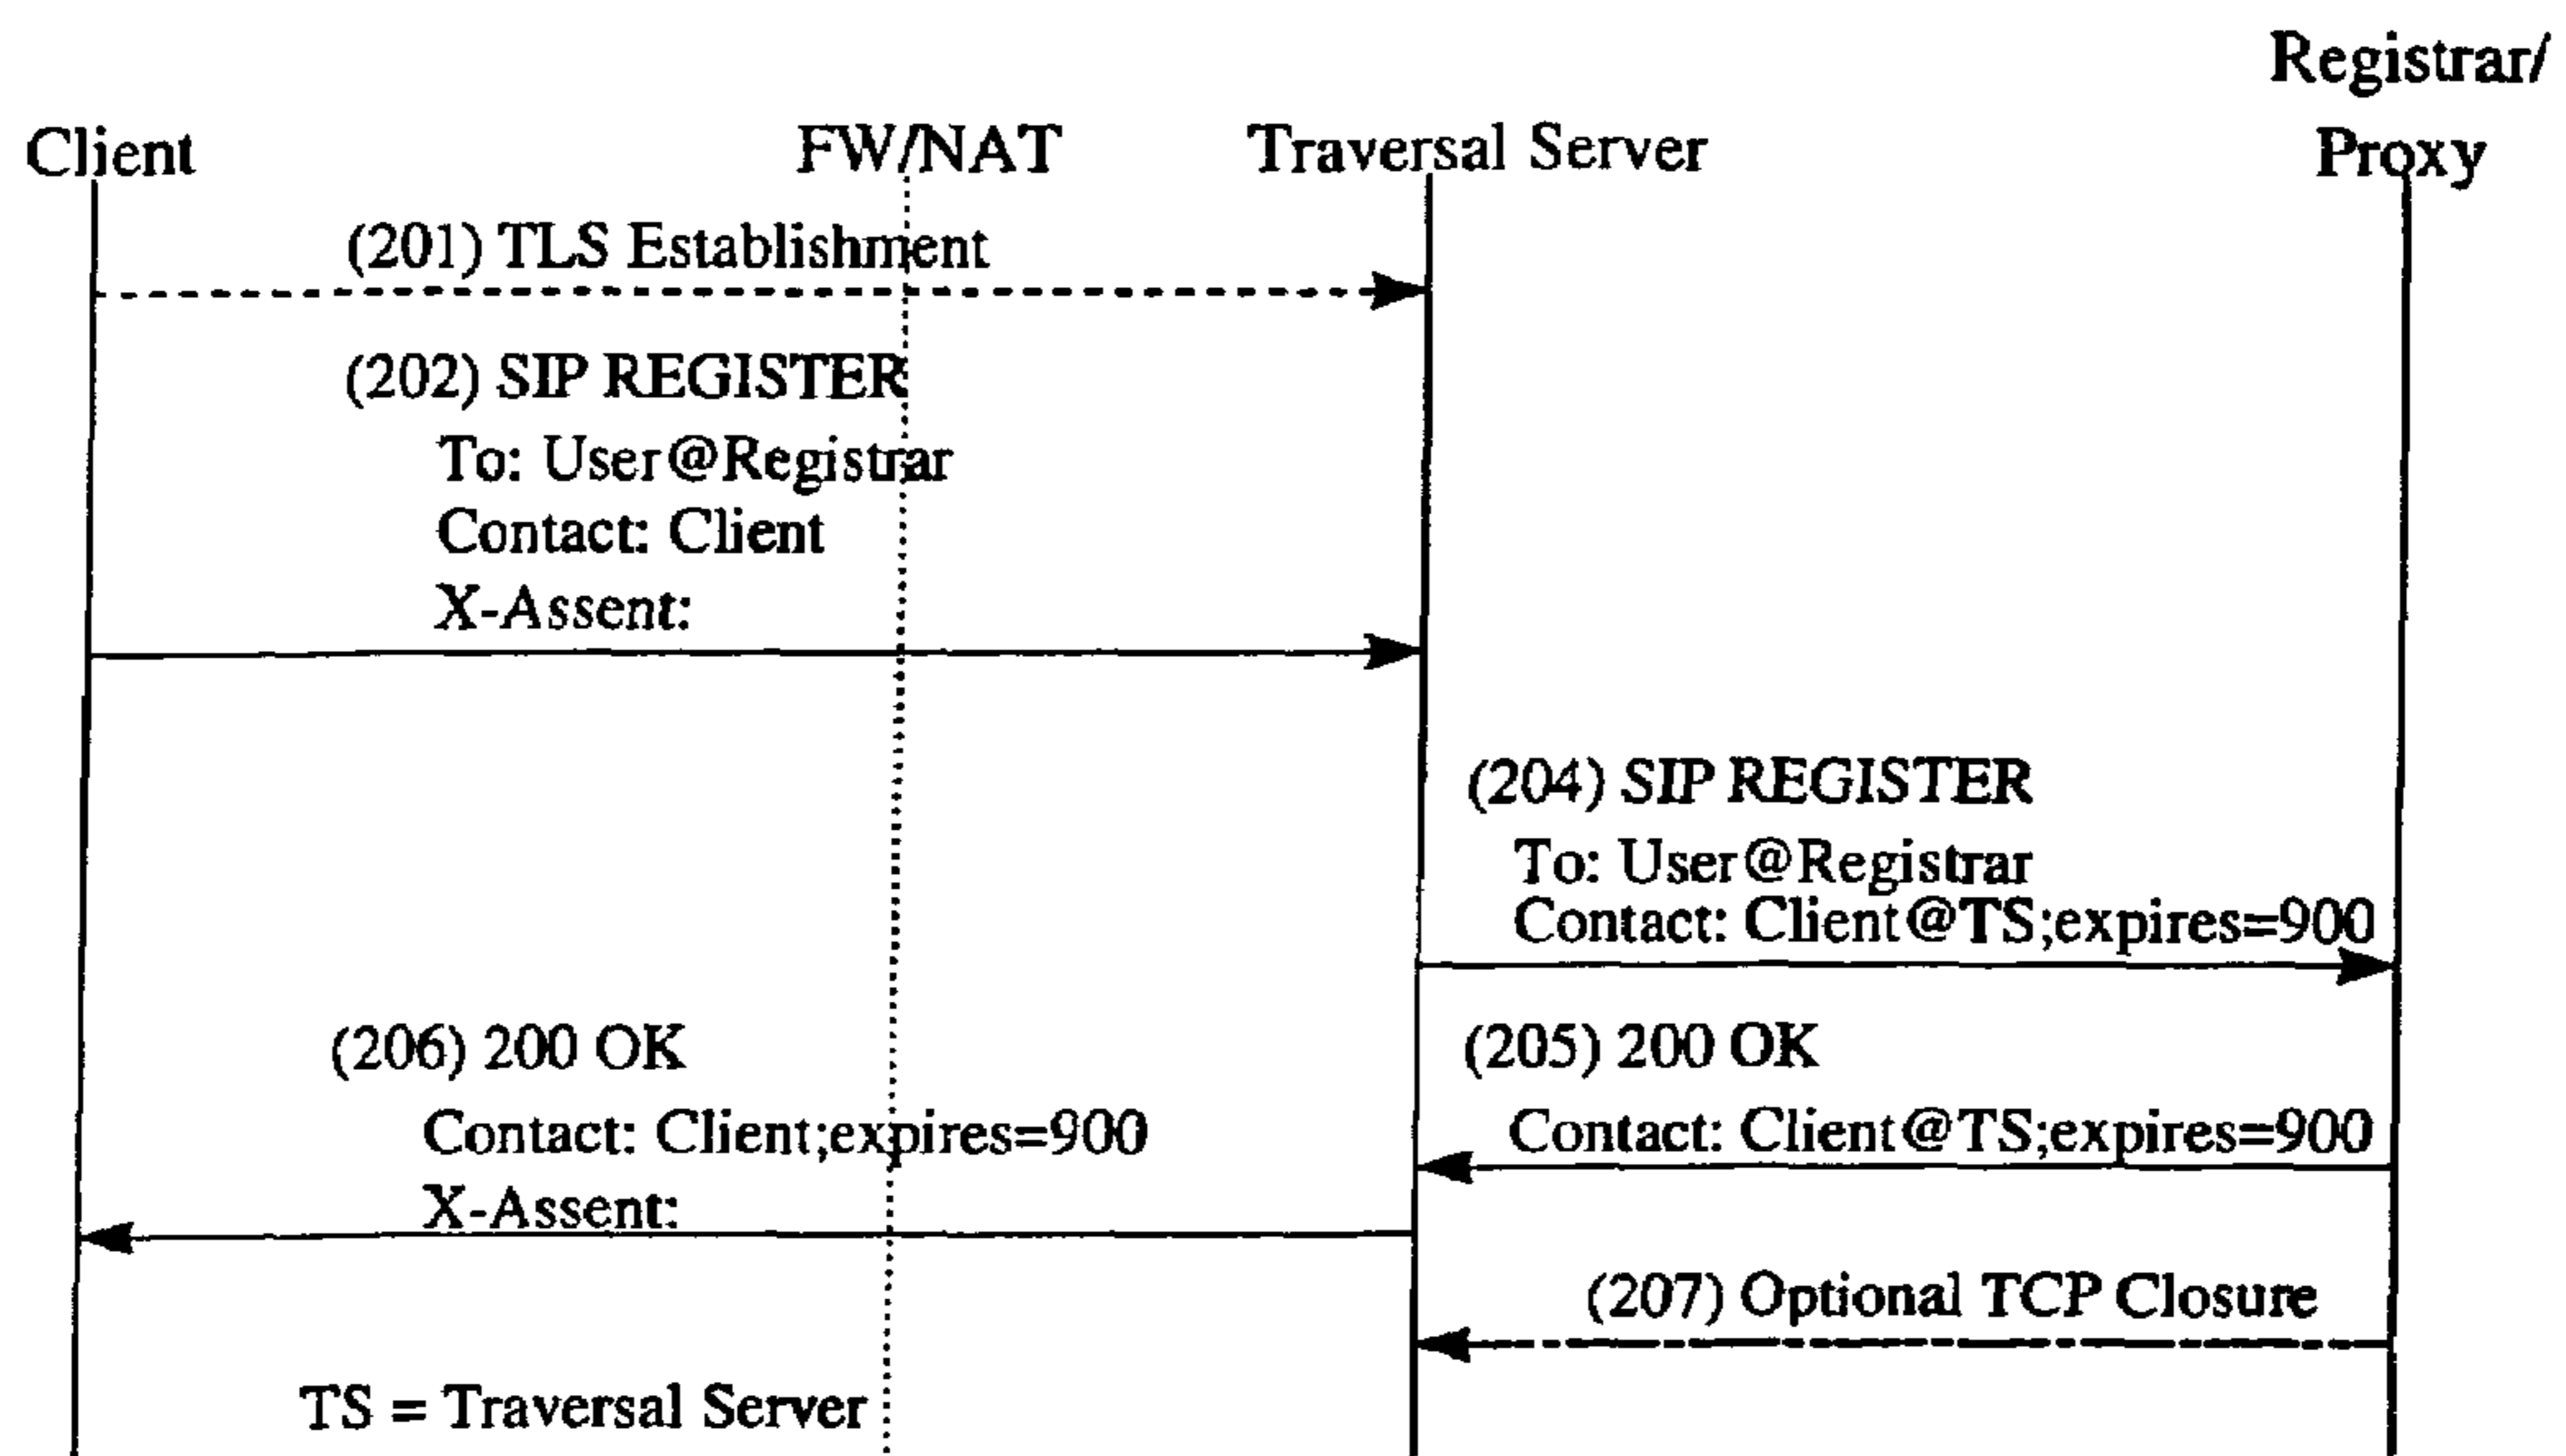 Registrar/
Client FW/NAT Traversal Server Proxy
(201) TLS Establishment
(202) SIP REGISTER
To: User@Registrar
Contact: Client
X-Assent:
(204) SIP REGISTER
To: User@Registrar
Contact: Client@TS;expires=900
(206) 200 OK
Contact: Client;expires=900
X-Assent:
(205) 200 OK
Contact: Client@TS;expires=900
(207) Optional TCP Closure
TS = Traversal Server